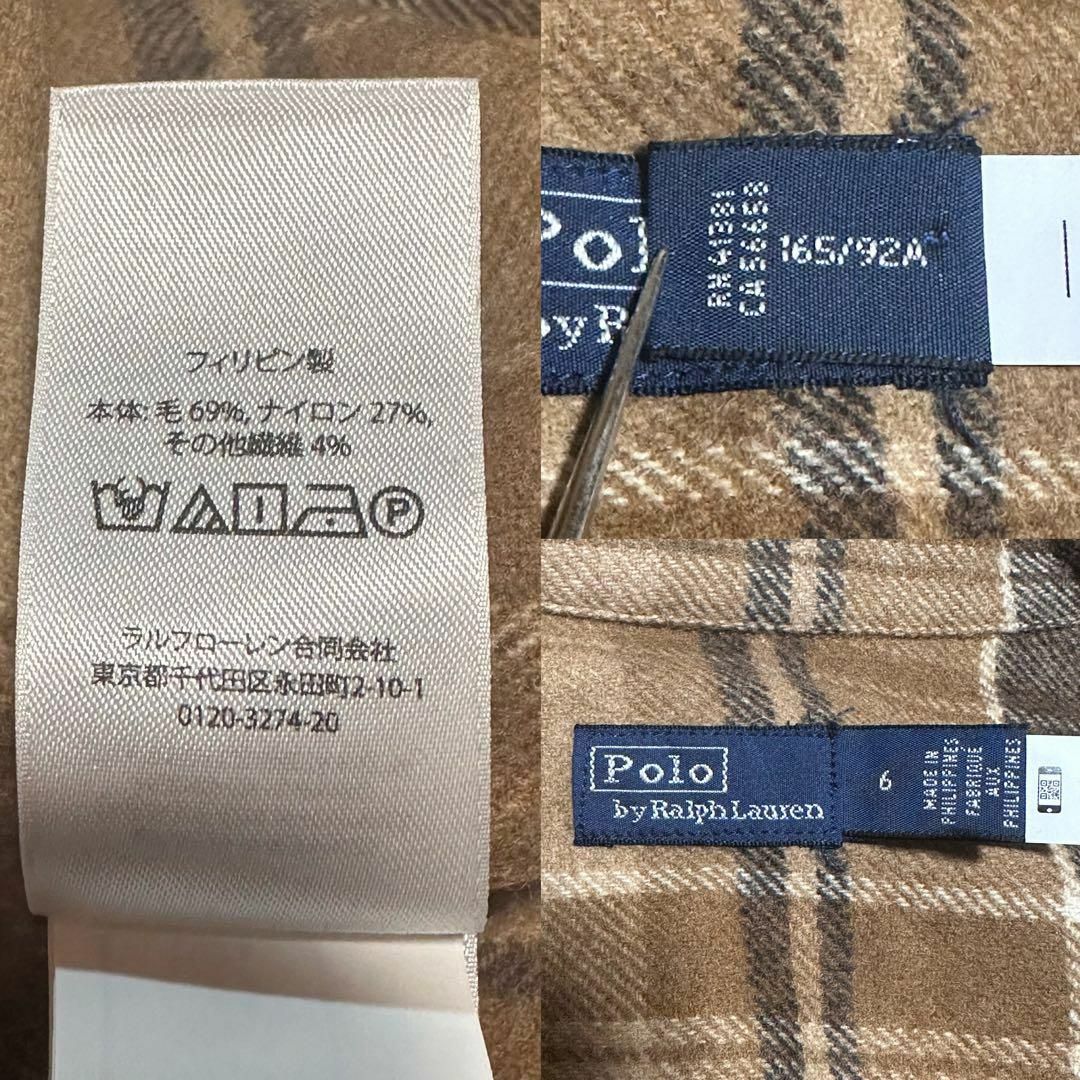 フィリピン製
本体: 毛 69%, ナイロン 27%,
その他繊維 4%
P
ラルフローレン合同会社
東京都千代田区永田町2-10-1
0120-3274-20
Pol
by R
RN41381
CA56658
165/92A
Polo
by Ralph Lauren
6
MADE IN
PHILIPPINES
FABRIQUE
AUX
PHILIPPINES